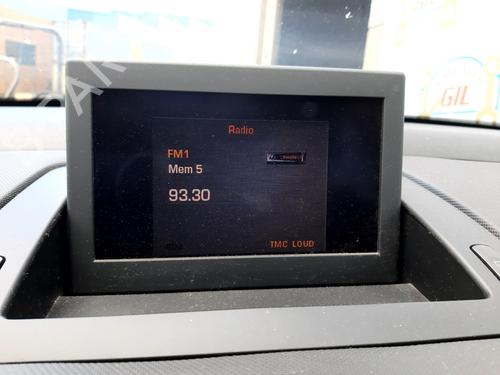 GIL
Radio
FM1
Mem 5
93.30
TMC LOUD